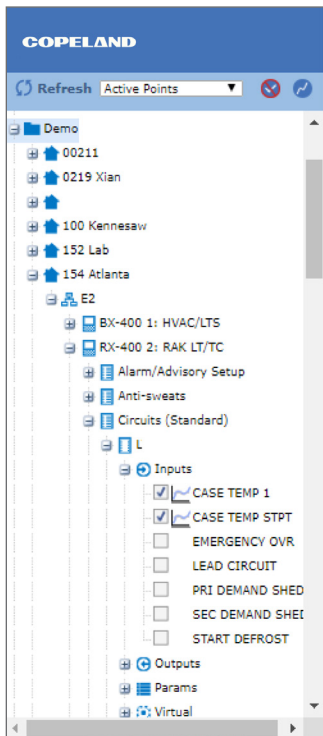 COPELAND
Refresh Active Points
Demo
00211
0219 Xian
100 Kennesaw
152 Lab
154 Atlanta
E2
BX-400 1: HVAC/LTS
RX-400 2: RAK LT/TC
Alarm/Advisory Setup
Anti-sweats
Circuits (Standard)
L
Inputs
CASE TEMP 1
CASE TEMP STPT
EMERGENCY OVR
LEAD CIRCUIT
PRI DEMAND SHED
SEC DEMAND SHED
START DEFROST
Outputs
Params
Virtual